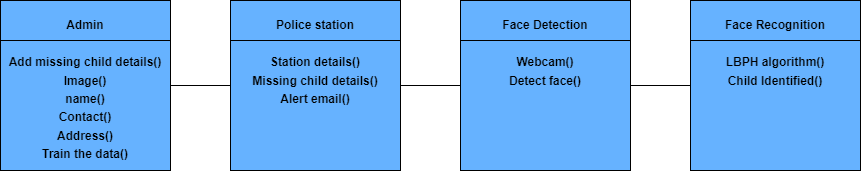 Admin
Add missing child details()
Image()
name()
Contact()
Address()
Train the data()
Police station
Station details()
Missing child details()
Alert email()
Face Detection
Webcam()
Detect face()
Face Recognition
LBPH algorithm()
Child Identified()